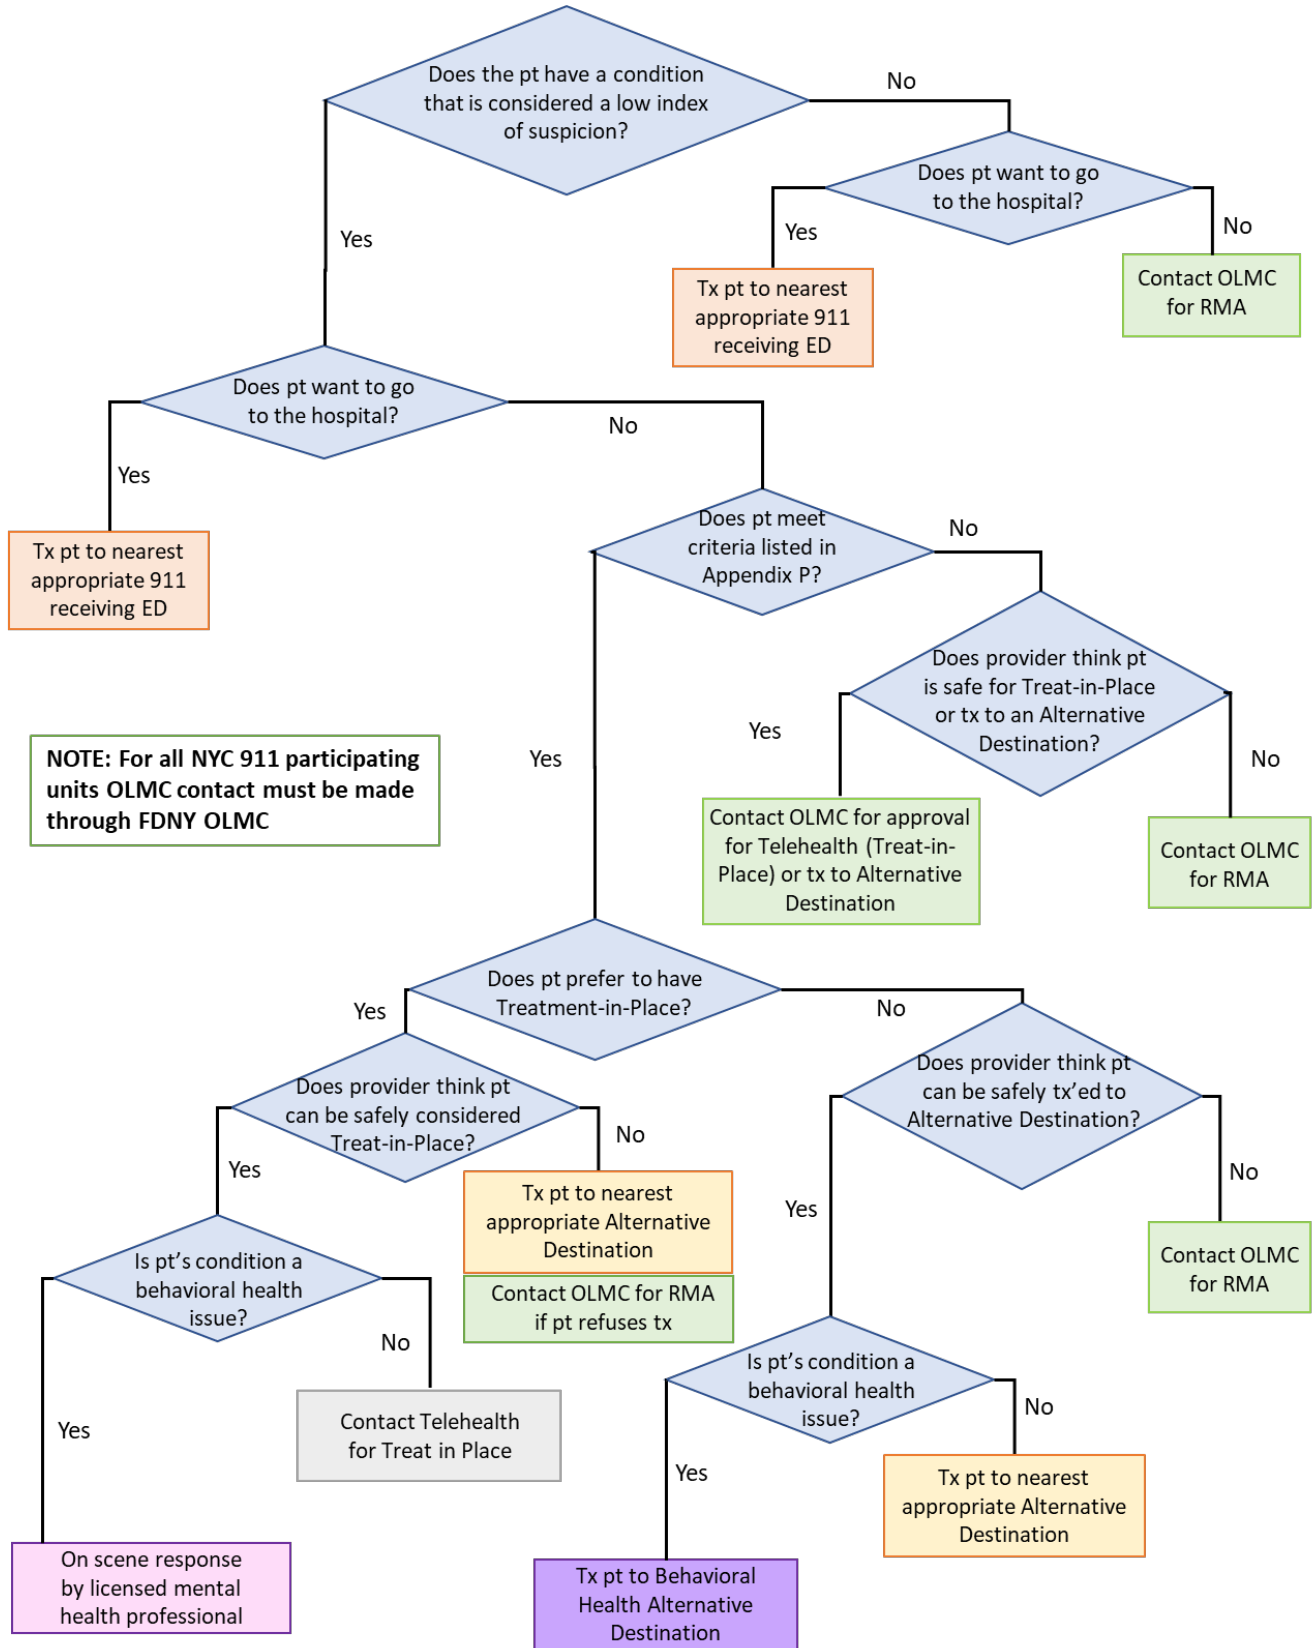 Does the pt have a condition
that is considered a low index
of suspicion?
No
Does pt want to go
to the hospital?
Yes
Yes
No
Tx pt to nearest
appropriate 911
receiving ED
Contact OLMC
for RMA
Does pt want to go
to the hospital?
No
Yes
Tx pt to nearest
appropriate 911
receiving ED
Does pt meet
criteria listed in
Appendix P?
No
Does provider think pt
is safe for Treat-in-Place
or tx to an Alternative
Destination?
Yes
Yes
No
NOTE: For all NYC 911 participating
units OLMC contact must be made
through FDNY OLMC
Contact OLMC for approval
for Telehealth (Treat-in-
Place) or tx to Alternative
Destination
Contact OLMC
for RMA
Does pt prefer to have
Treatment-in-Place?
Yes
No
Does provider think pt
can be safely considered
Treat-in-Place?
Does provider think pt
can be safely tx’ed to
Alternative Destination?
Yes
No
Yes
No
Tx pt to nearest
appropriate Alternative
Destination
Contact OLMC for RMA
if pt refuses tx
Contact OLMC
for RMA
Is pt’s condition a
behavioral health
issue?
No
Yes
Contact Telehealth
for Treat in Place
Is pt’s condition a
behavioral health
issue?
No
Yes
Tx pt to nearest
appropriate Alternative
Destination
On scene response
by licensed mental
health professional
Tx pt to Behavioral
Health Alternative
Destination